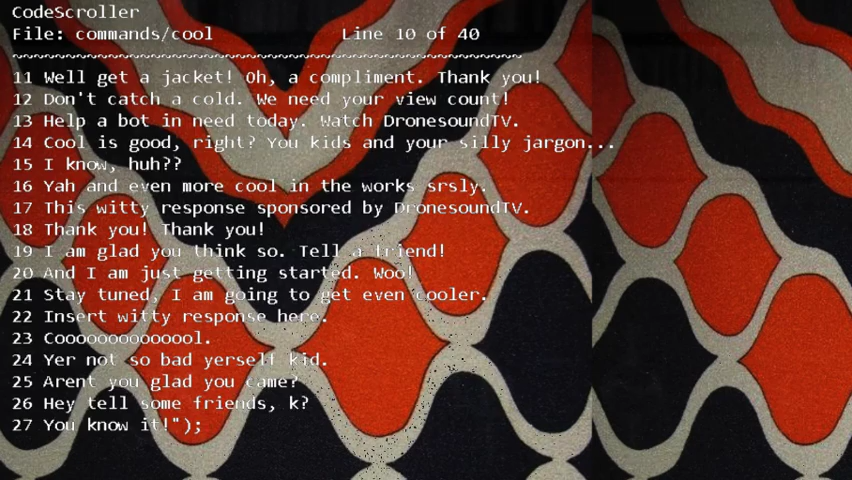 CodeScroller
File: commands/cool Line 10 of 40
~~~~~~~~~~~~~~~~~~~~~~~~~~~~~~~~~~~~~~~~~~~~~~~~~
11 Well get a jacket! Oh, a compliment. Thank you!
12 Don't catch a cold. We need your view count!
13 Help a bot in need today. Watch DronesoundTV.
14 Cool is good, right? You kids and your silly jargon...
15 I know, huh??
16 Yah and even more cool in the works srsly.
17 This witty response sponsored by DronesoundTV.
18 Thank you! Thank you!
19 I am glad you think so. Tell a friend!
20 And I am just getting started. Woo!
21 Stay tuned, I am going to get even cooler.
22 Insert witty response here.
23 Cooooooooooooool.
24 Yer not so bad yerself kid.
25 Arent you glad you came?
26 Hey tell some friends, k?
27 You know it!");